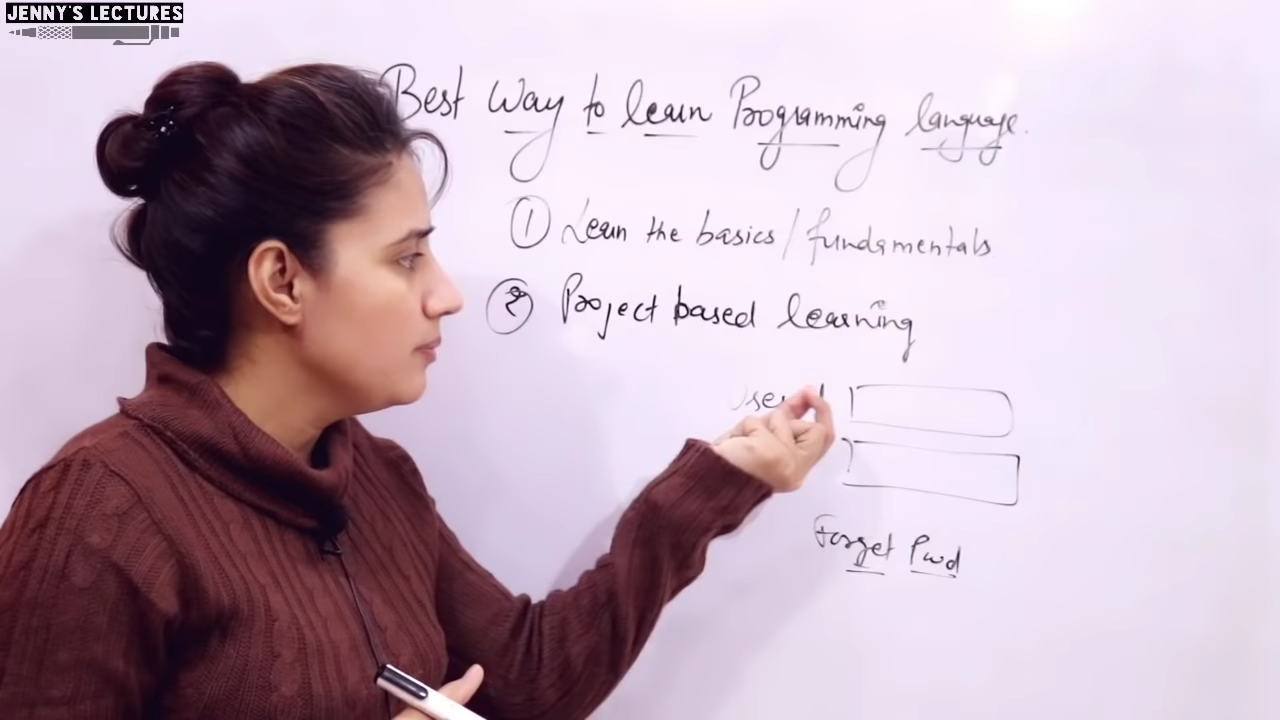 JENNY'S LECTURES
Best Way to learn Programming language.
① Learn the basics/fundamentals
② Project based learning
Forget Pwd